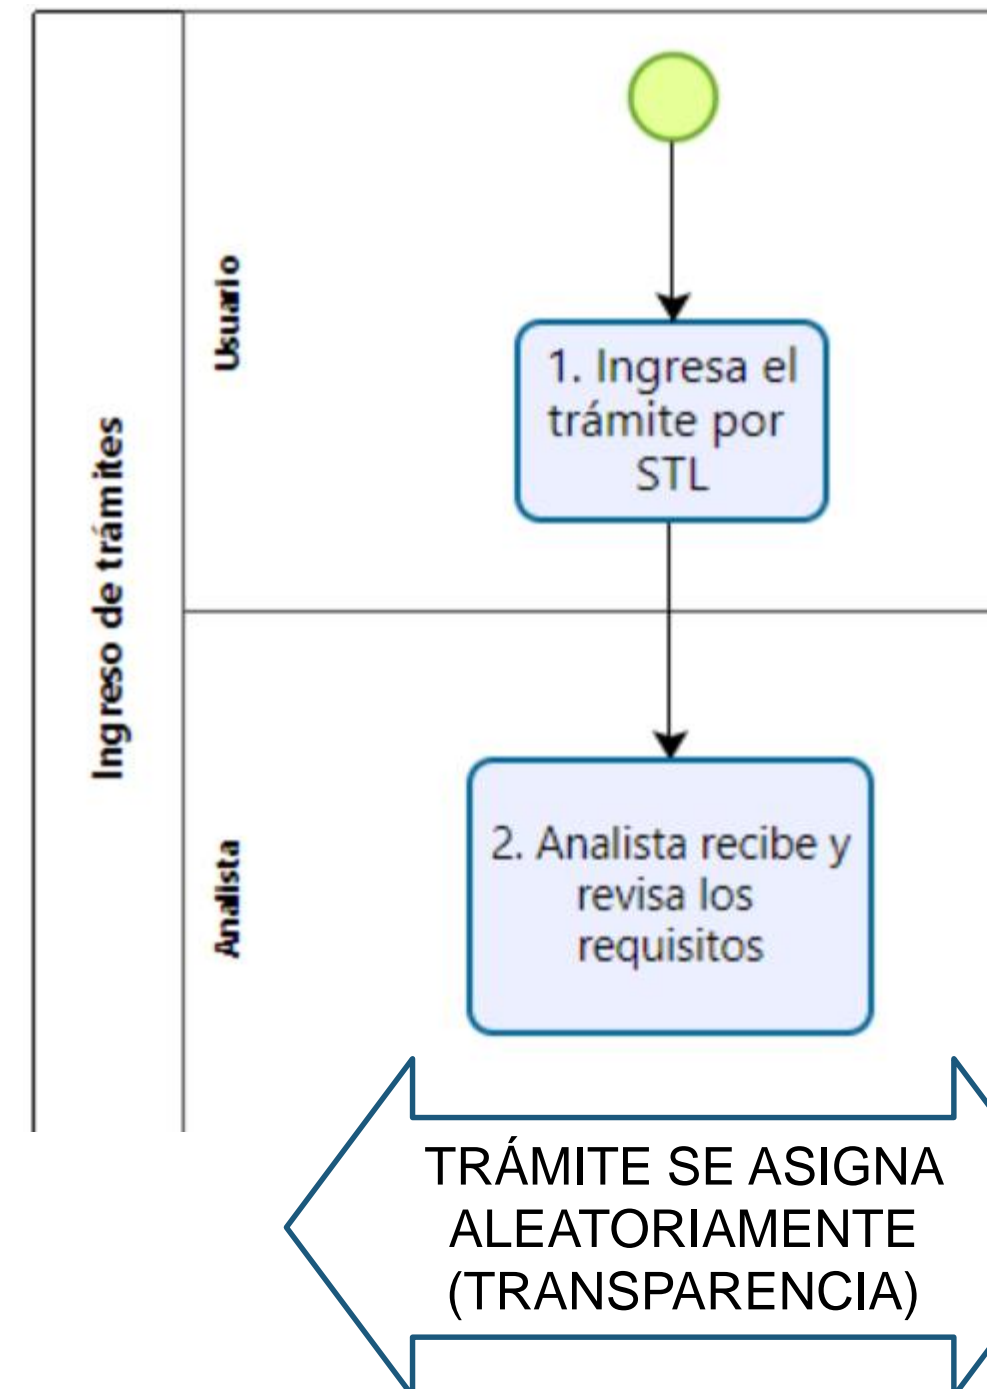 Ingreso de trámites
Usuario
1. Ingresa el
trámite por
STL
Analista
2. Analista recibe y
revisa los
requisitos
TRÁMITE SE ASIGNA
ALEATORIAMENTE
(TRANSPARENCIA)